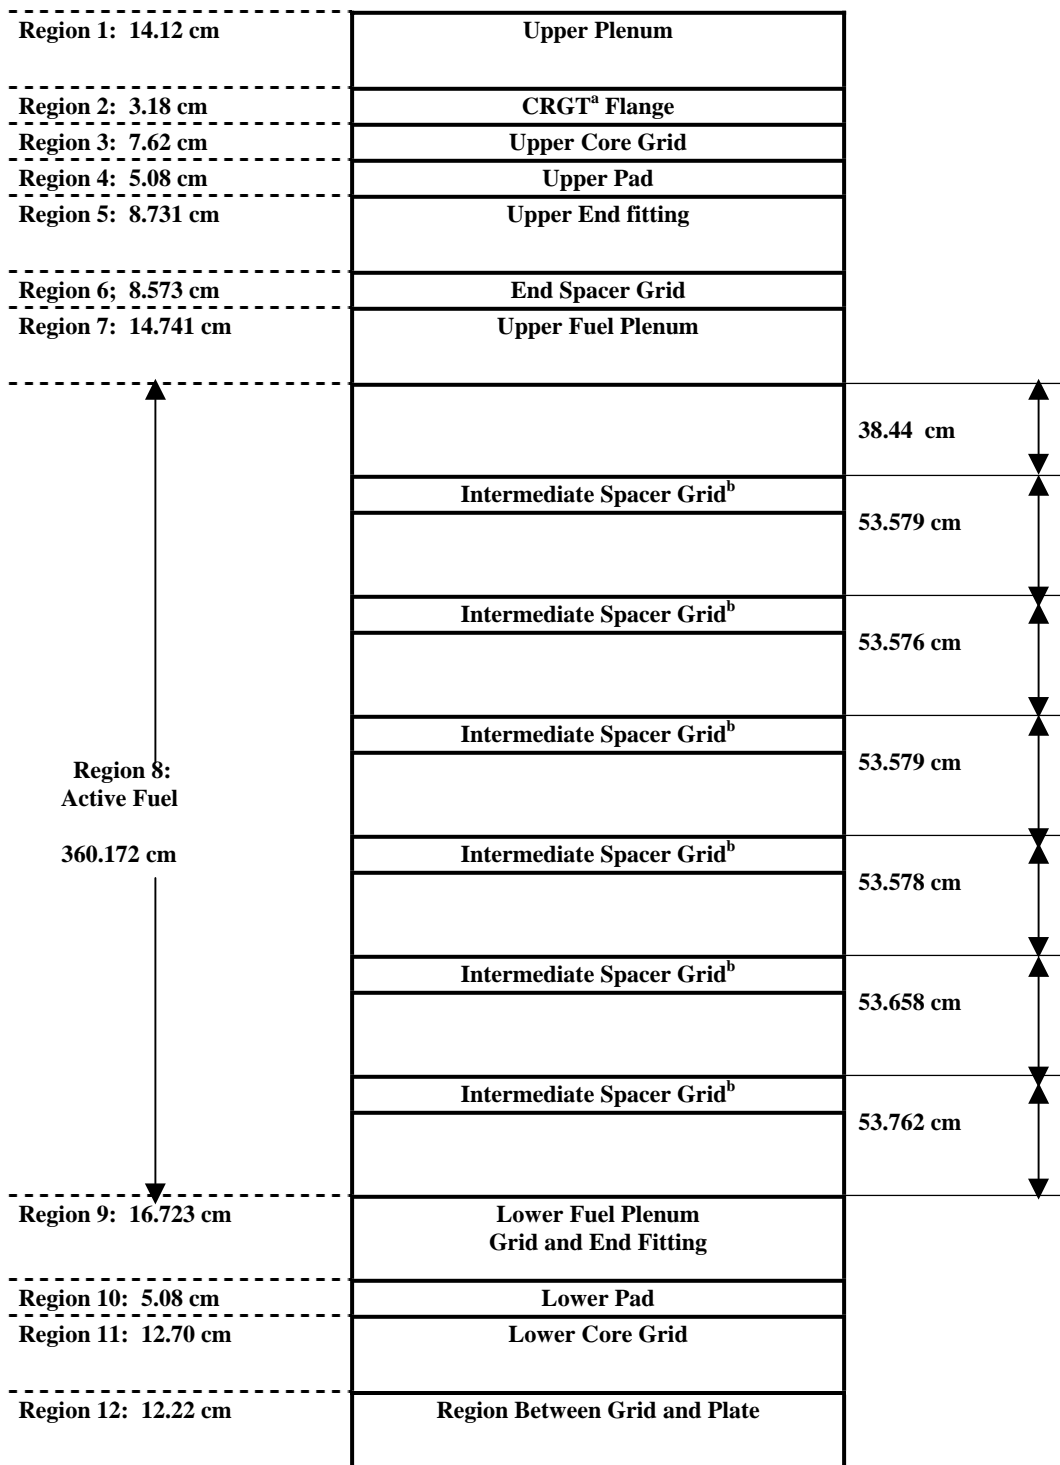 Region 1: 14.12 cm
Upper Plenum
Region 2: 3.18 cm
CRGTᵃ Flange
Region 3: 7.62 cm
Upper Core Grid
Region 4: 5.08 cm
Upper Pad
Region 5: 8.731 cm
Upper End fitting
Region 6; 8.573 cm
End Spacer Grid
Region 7: 14.741 cm
Upper Fuel Plenum
38.44 cm
Intermediate Spacer Gridᵇ
53.579 cm
Intermediate Spacer Gridᵇ
53.576 cm
Intermediate Spacer Gridᵇ
53.579 cm
Region 8:
Active Fuel
360.172 cm
Intermediate Spacer Gridᵇ
53.578 cm
Intermediate Spacer Gridᵇ
53.658 cm
Intermediate Spacer Gridᵇ
53.762 cm
Region 9: 16.723 cm
Lower Fuel Plenum
Grid and End Fitting
Region 10: 5.08 cm
Lower Pad
Region 11: 12.70 cm
Lower Core Grid
Region 12: 12.22 cm
Region Between Grid and Plate